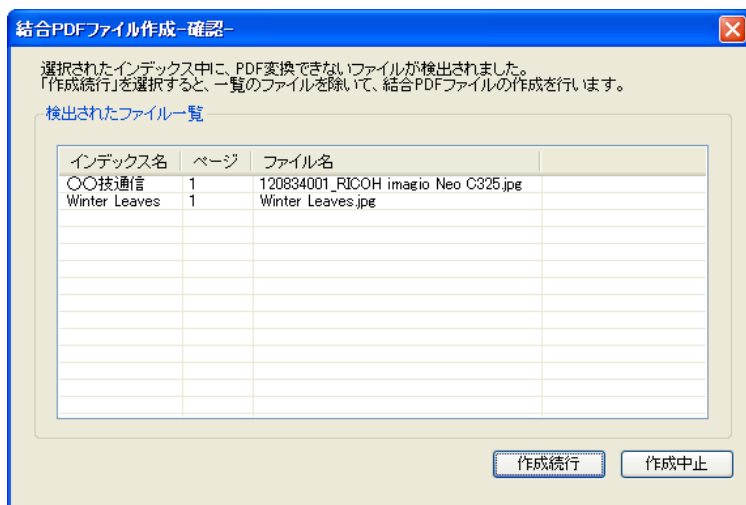 結合PDFファイル作成-確認-
選択されたインデックス中に、PDF変換できないファイルが検出されました。
「作成続行」を選択すると、一覧のファイルを除いて、結合PDFファイルの作成を行います。
検出されたファイル一覧
インデックス名 ページ ファイル名
〇〇技通信 1 120834001_RICOH imagio Neo C325.jpg
Winter Leaves 1 Winter Leaves.jpg
作成続行 作成中止